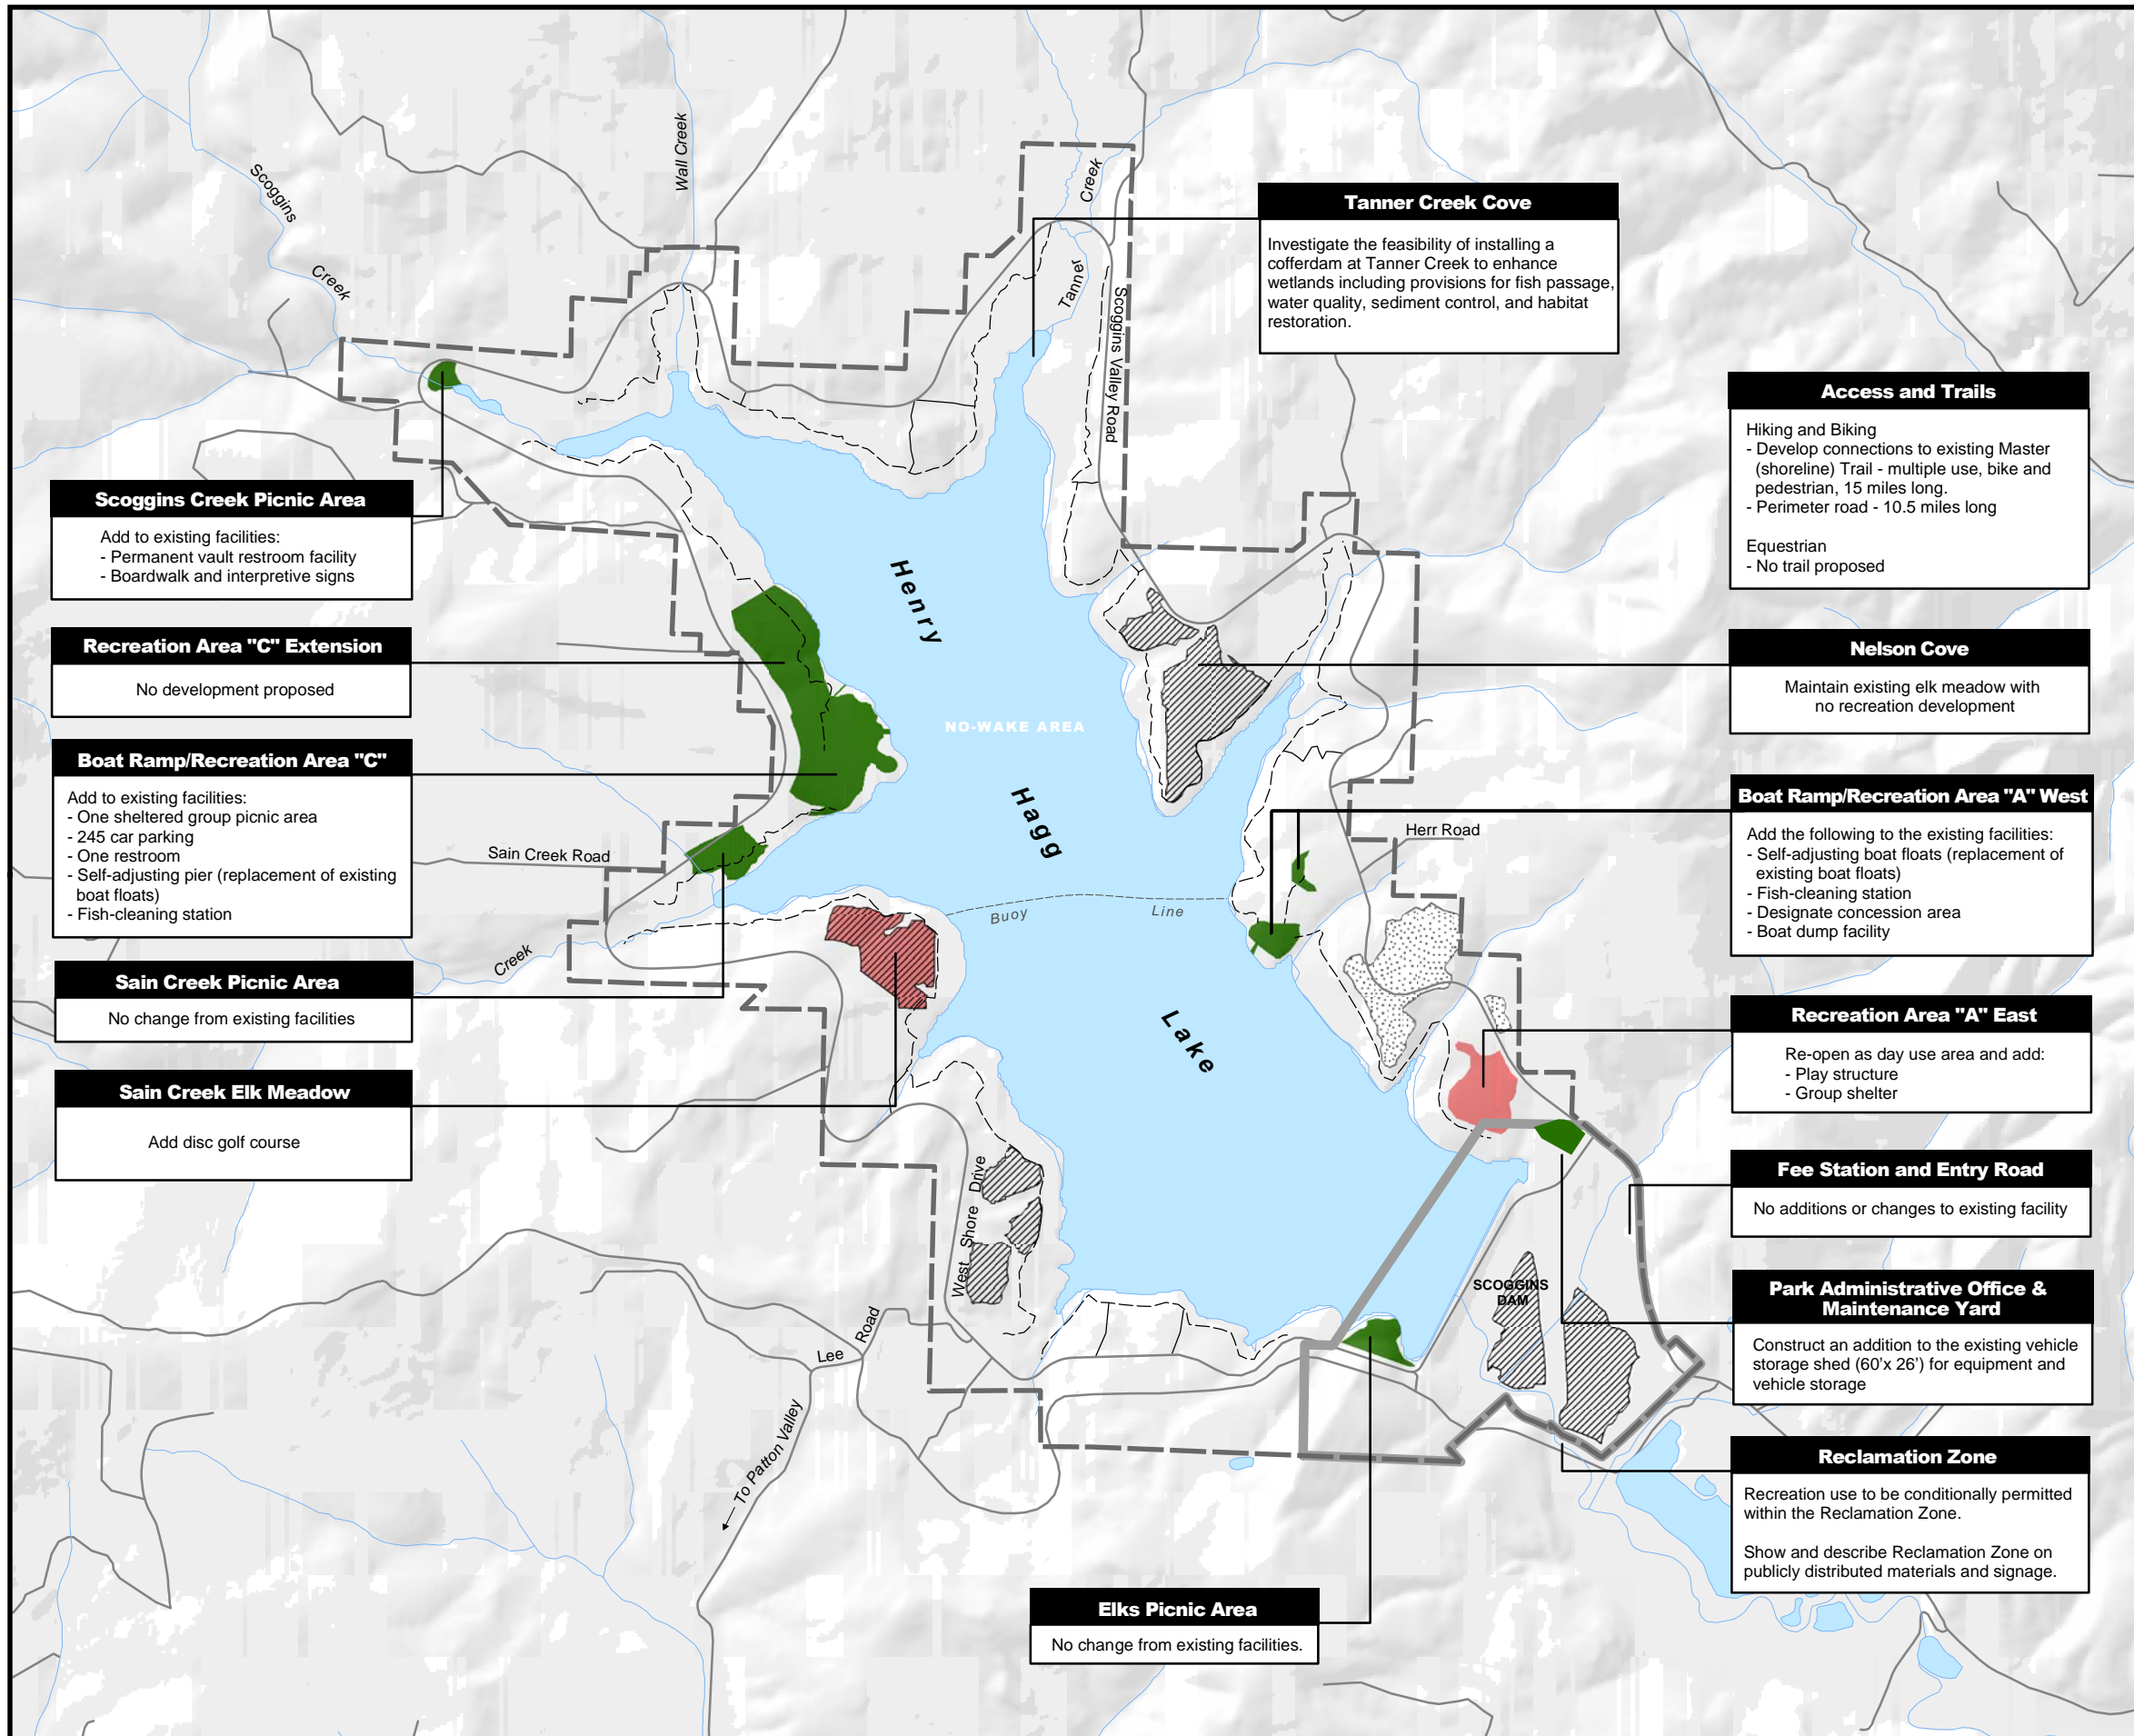 Scoggins
Creek
Wall Creek
Creek
Tanner
Scoggins Valley Road
Tanner Creek Cove
Investigate the feasibility of installing a
cofferdam at Tanner Creek to enhance
wetlands including provisions for fish passage,
water quality, sediment control, and habitat
restoration.
Access and Trails
Hiking and Biking
- Develop connections to existing Master
(shoreline) Trail - multiple use, bike and
pedestrian, 15 miles long.
- Perimeter road - 10.5 miles long
Equestrian
- No trail proposed
Scoggins Creek Picnic Area
Add to existing facilities:
- Permanent vault restroom facility
- Boardwalk and interpretive signs
Recreation Area "C" Extension
No development proposed
Boat Ramp/Recreation Area "C"
Add to existing facilities:
- One sheltered group picnic area
- 245 car parking
- One restroom
- Self-adjusting pier (replacement of existing
boat floats)
- Fish-cleaning station
Sain Creek Picnic Area
No change from existing facilities
Sain Creek Elk Meadow
Add disc golf course
Sain Creek Road
Creek
Henry
NO-WAKE AREA
Hagg
Buoy Line
Lake
Nelson Cove
Maintain existing elk meadow with
no recreation development
Boat Ramp/Recreation Area "A" West
Add the following to the existing facilities:
- Self-adjusting boat floats (replacement of
existing boat floats)
- Fish-cleaning station
- Designate concession area
- Boat dump facility
Herr Road
Recreation Area "A" East
Re-open as day use area and add:
- Play structure
- Group shelter
Fee Station and Entry Road
No additions or changes to existing facility
Park Administrative Office &
Maintenance Yard
Construct an addition to the existing vehicle
storage shed (60'x 26') for equipment and
vehicle storage
Reclamation Zone
Recreation use to be conditionally permitted
within the Reclamation Zone.
Show and describe Reclamation Zone on
publicly distributed materials and signage.
SCOGGINS
DAM
West Shore Drive
Lee Road
To Patton Valley
Elks Picnic Area
No change from existing facilities.